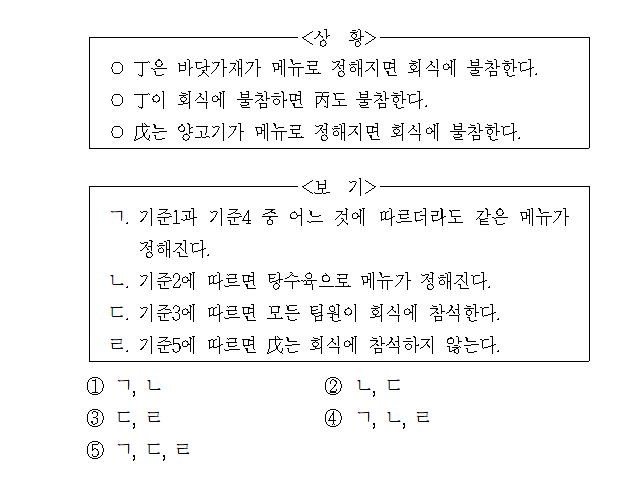 <상 황>
○ 丁은 바닷가재가 메뉴로 정해지면 회식에 불참한다.
○ 丁이 회식에 불참하면 丙도 불참한다.
○ 戊는 양고기가 메뉴로 정해지면 회식에 불참한다.
<보 기>
ㄱ. 기준1과 기준4 중 어느 것에 따르더라도 같은 메뉴가
정해진다.
ㄴ. 기준2에 따르면 탕수육으로 메뉴가 정해진다.
ㄷ. 기준3에 따르면 모든 팀원이 회식에 참석한다.
ㄹ. 기준5에 따르면 戊는 회식에 참석하지 않는다.
① ㄱ, ㄴ ② ㄴ, ㄷ
③ ㄷ, ㄹ ④ ㄱ, ㄴ, ㄹ
⑤ ㄱ, ㄷ, ㄹ